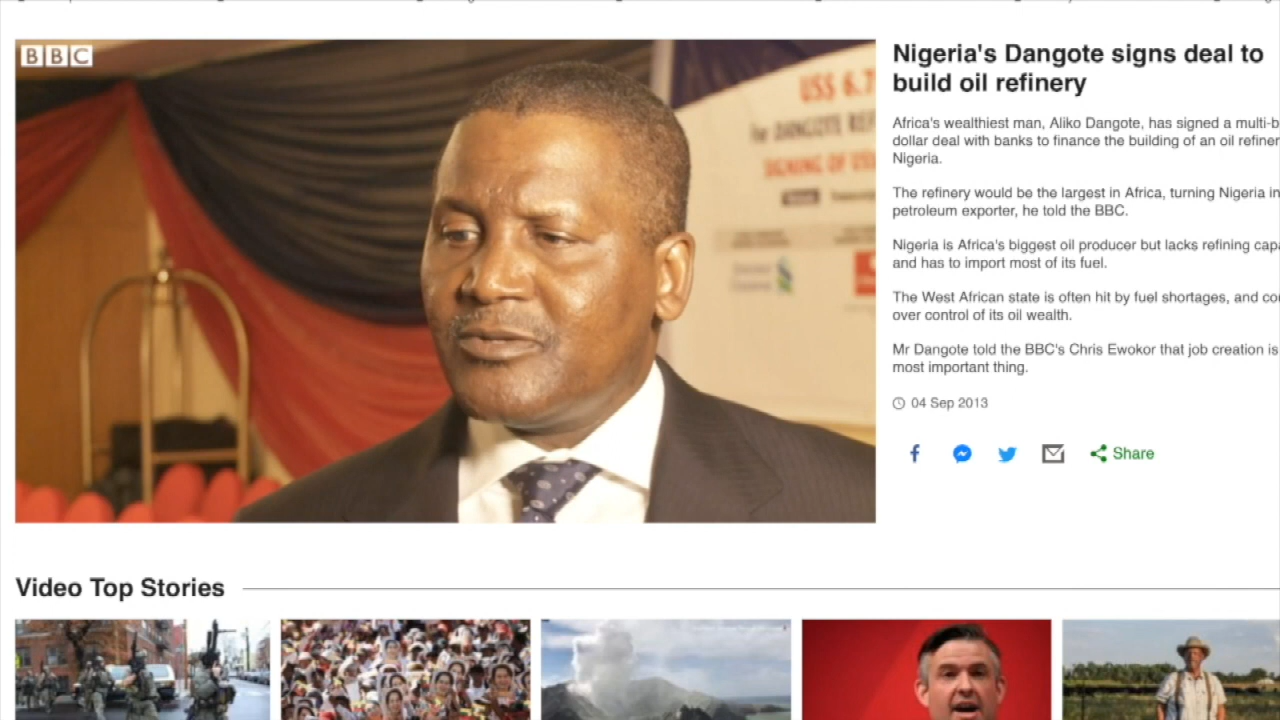 BBC
US$ 6.7
SIGNING OF
Nigeria's Dangote signs deal to
build oil refinery
Africa's wealthiest man, Aliko Dangote, has signed a multi-b
dollar deal with banks to finance the building of an oil refiner
Nigeria.
The refinery would be the largest in Africa, turning Nigeria in
petroleum exporter, he told the BBC.
Nigeria is Africa's biggest oil producer but lacks refining capa
and has to import most of its fuel.
The West African state is often hit by fuel shortages, and co
over control of its oil wealth.
Mr Dangote told the BBC's Chris Ewokor that job creation is
most important thing.
04 Sep 2013
Share
Video Top Stories